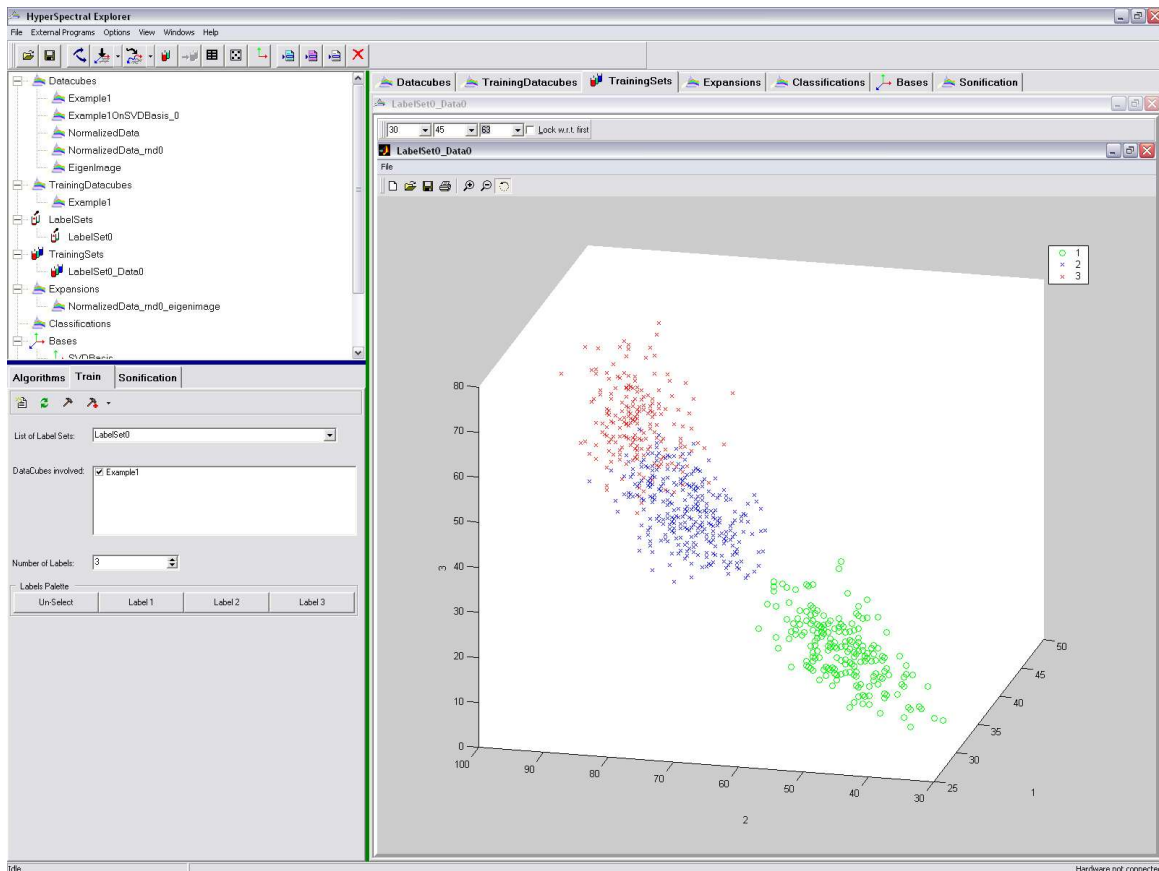 HyperSpectral Explorer
File External Programs Options View Windows Help
Datacubes
Example1
Example1OnSVDBasis_0
NormalizedData
NormalizedData_rnd0
EigenImage
TrainingDatacubes
Example1
LabelSets
LabelSet0
TrainingSets
LabelSet0_Data0
Expansions
NormalizedData_rnd0_eigenimage
Classifications
Bases
SVDBasis
Algorithms Train Sonification
List of Label Sets: LabelSet0
DataCubes involved: Example1
Number of Labels: 3
Labels Palette
Un-Select Label 1 Label 2 Label 3
Datacubes TrainingDatacubes TrainingSets Expansions Classifications Bases Sonification
LabelSet0_Data0
30 45 63 Lock w.r.t. first
LabelSet0_Data0
File
1
2
3
80
70
60
50
40
30
20
10
0
3
100 90 80 70 60 50 40 30
2
25 30 35 40 45 50
1
Idle Hardware not connected